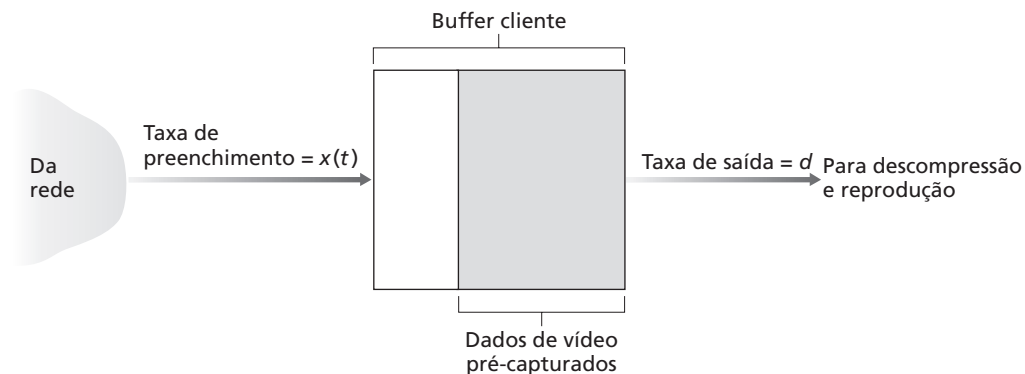 Buffer cliente
Da
rede
Taxa de
preenchimento = x(t)
Taxa de saída = d
Para descompressão
e reprodução
Dados de vídeo
pré-capturados